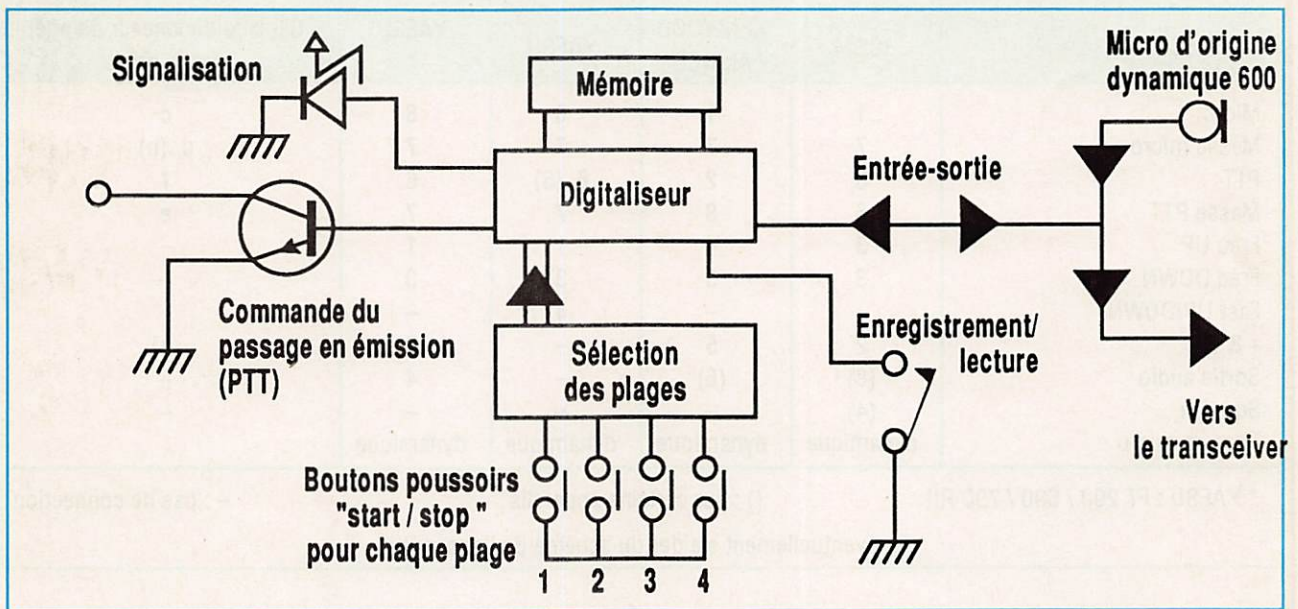 Signalisation
Mémoire
Micro d'origine
dynamique 600
Digitaliseur
Entrée-sortie
Commande du
passage en émission
(PTT)
Sélection
des plages
Enregistrement/
lecture
Vers
le transceiver
Boutons poussoirs
"start / stop "
pour chaque plage
1 2 3 4